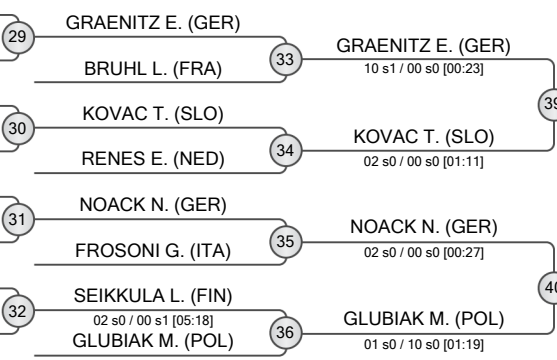 29
GRAENITZ E. (GER)
BRUHL L. (FRA)
33
GRAENITZ E. (GER)
10 s1 / 00 s0 [00:23]
39
30
KOVAC T. (SLO)
RENES E. (NED)
34
KOVAC T. (SLO)
02 s0 / 00 s0 [01:11]
31
NOACK N. (GER)
FROSONI G. (ITA)
35
NOACK N. (GER)
02 s0 / 00 s0 [00:27]
40
32
SEIKKULA L. (FIN)
02 s0 / 00 s1 [05:18]
GLUBIAK M. (POL)
36
GLUBIAK M. (POL)
01 s0 / 10 s0 [01:19]